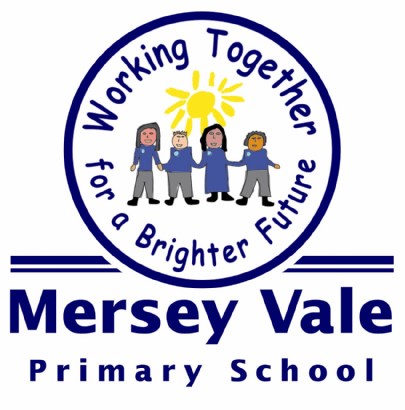 Working Together
for a Brighter Future
Mersey Vale
Primary School